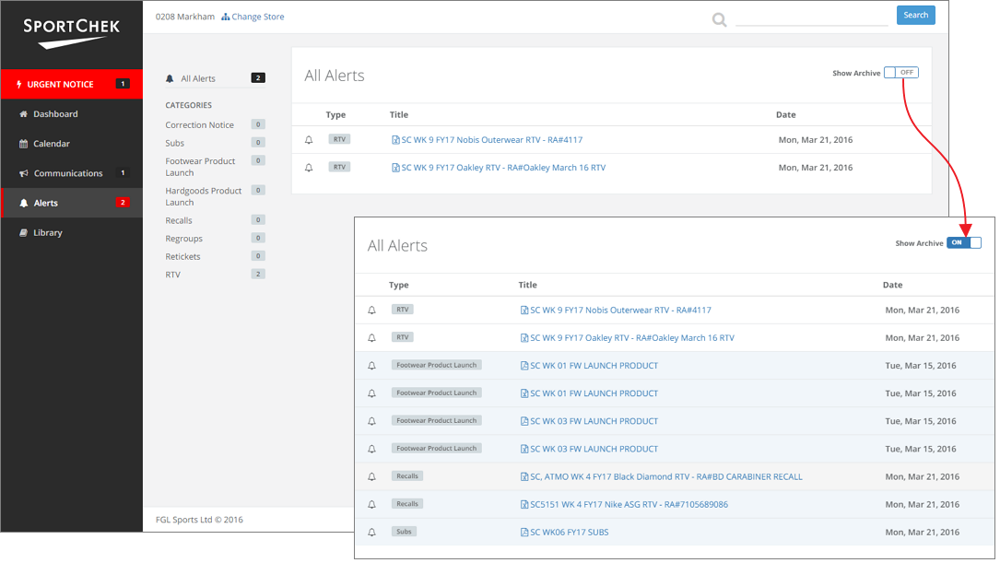 SPORTCHEK
0208 Markham Change Store
Search
URGENT NOTICE 1
Dashboard
Calendar
Communications 1
Alerts 2
Library
All Alerts 2
CATEGORIES
Correction Notice 0
Subs 0
Footwear Product 0
Launch
Hardgoods Product 0
Launch
Recalls 0
Regroups 0
Retickets 0
RTV 2
All Alerts
Show Archive OFF
Type Title Date
RTV SC WK 9 FY17 Nobis Outerwear RTV - RA#4117 Mon, Mar 21, 2016
RTV SC WK 9 FY17 Oakley RTV - RA#Oakley March 16 RTV Mon, Mar 21, 2016
All Alerts
Show Archive ON
Type Title Date
RTV SC WK 9 FY17 Nobis Outerwear RTV - RA#4117 Mon, Mar 21, 2016
RTV SC WK 9 FY17 Oakley RTV - RA#Oakley March 16 RTV Mon, Mar 21, 2016
Footwear Product Launch SC WK 01 FW LAUNCH PRODUCT Tue, Mar 15, 2016
Footwear Product Launch SC WK 01 FW LAUNCH PRODUCT Tue, Mar 15, 2016
Footwear Product Launch SC WK 03 FW LAUNCH PRODUCT Tue, Mar 15, 2016
Footwear Product Launch SC WK 03 FW LAUNCH PRODUCT Tue, Mar 15, 2016
Recalls SC, ATMO WK 4 FY17 Black Diamond RTV - RA#BD CARABINER RECALL Mon, Mar 21, 2016
Recalls SC5151 WK 4 FY17 Nike ASG RTV - RA#7105689086 Mon, Mar 21, 2016
Subs SC WK06 FY17 SUBS Mon, Mar 21, 2016
FGL Sports Ltd © 2016